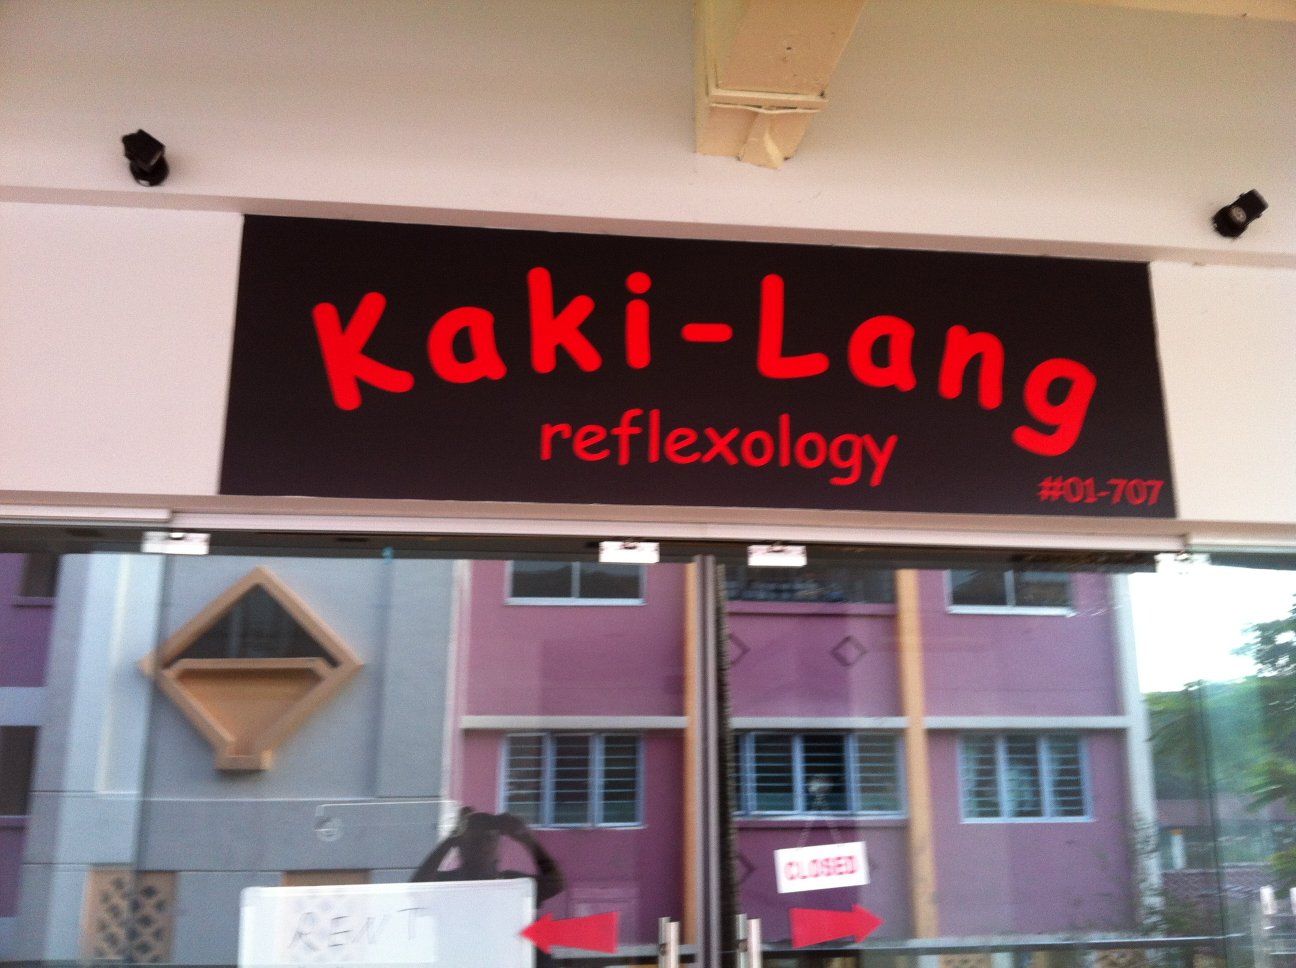 Kaki-Lang
reflexology
#01-707
CLOSED
RENT